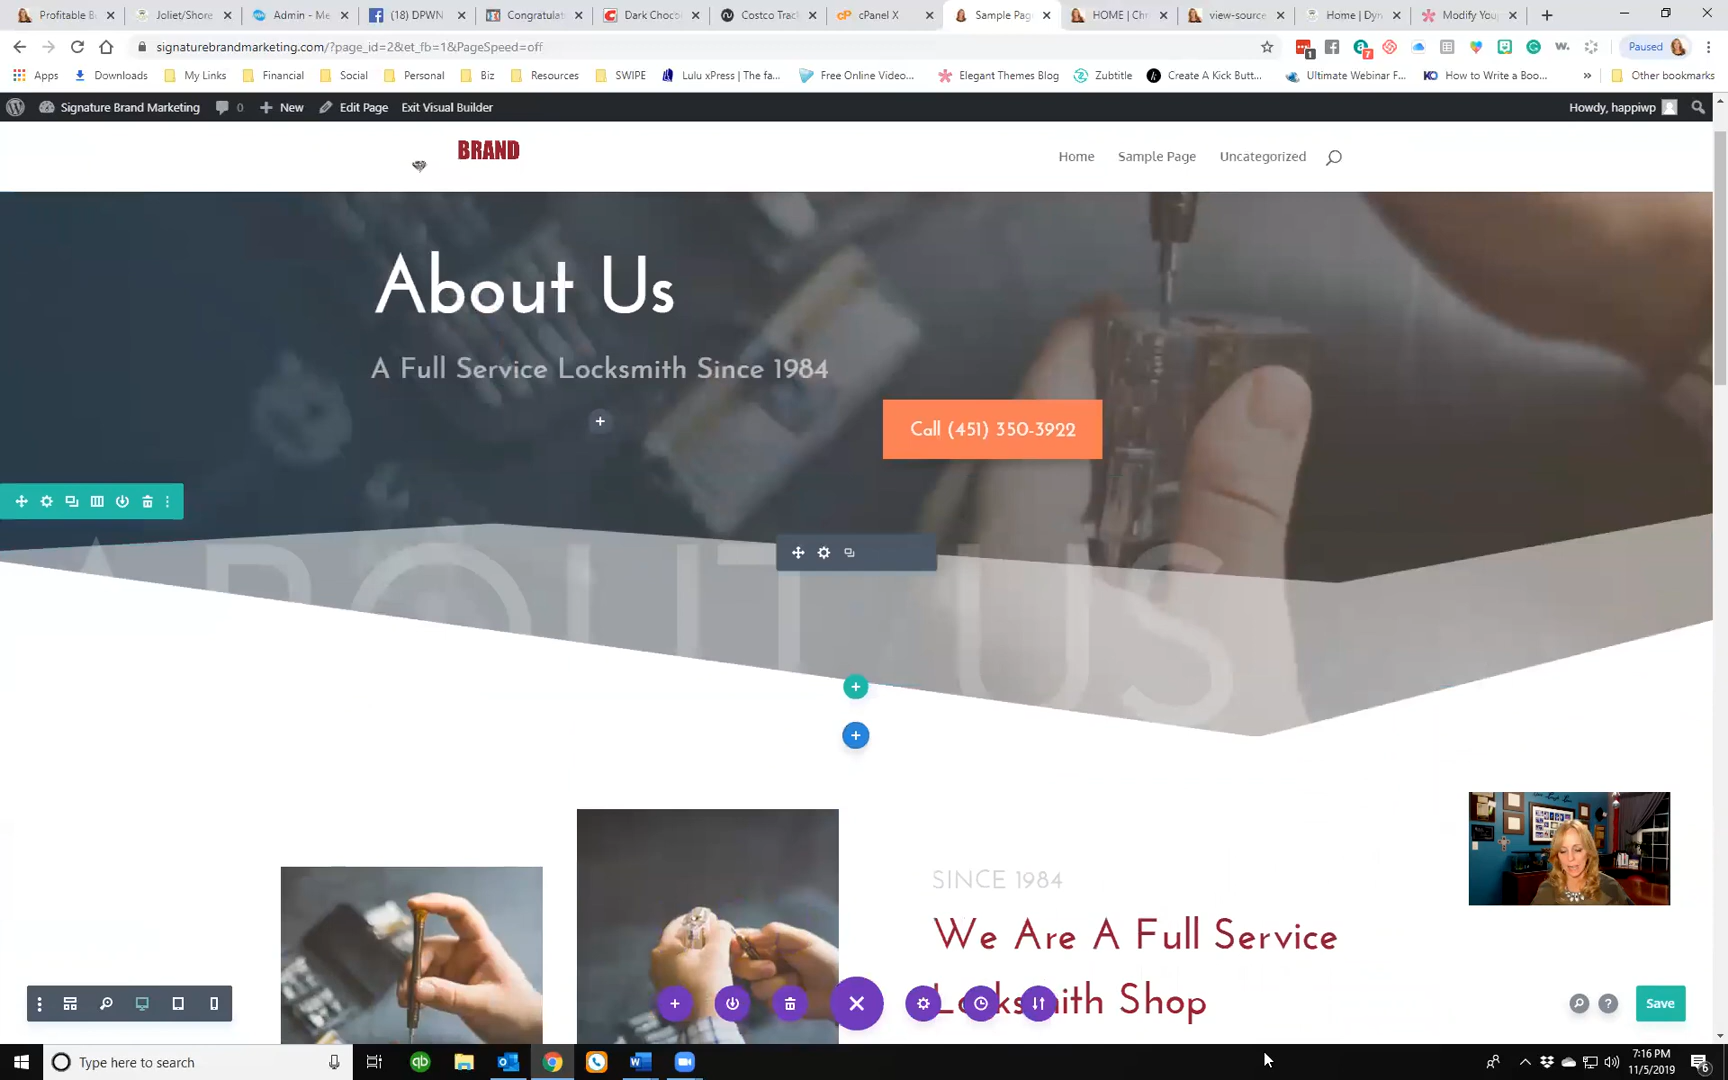 Profitable B
Joliet/Shore
Admin - Me
(18) DPWN
Congratulat
Dark Choco
Costco Trac
cPanel X
Sample Pag
HOME | Chr
view-source
Home | Dyn
Modify You
signaturebrandmarketing.com/?page_id=2&et_fb=1&PageSpeed=off
1
7
Paused
Apps
Downloads
My Links
Financial
Social
Personal
Biz
Resources
SWIPE
Lulu xPress | The fa...
Free Online Video...
Elegant Themes Blog
Zubtitle
Create A Kick Butt...
Ultimate Webinar F...
How to Write a Boo...
»
Other bookmarks
Signature Brand Marketing
0
New
Edit Page
Exit Visual Builder
Howdy, happiwp
BRAND
Home
Sample Page
Uncategorized
About Us
A Full Service Locksmith Since 1984
Call (451) 350-3922
ABOUT US
SINCE 1984
We Are A Full Service
Locksmith Shop
Save
Type here to search
7:16 PM
11/5/2019
6